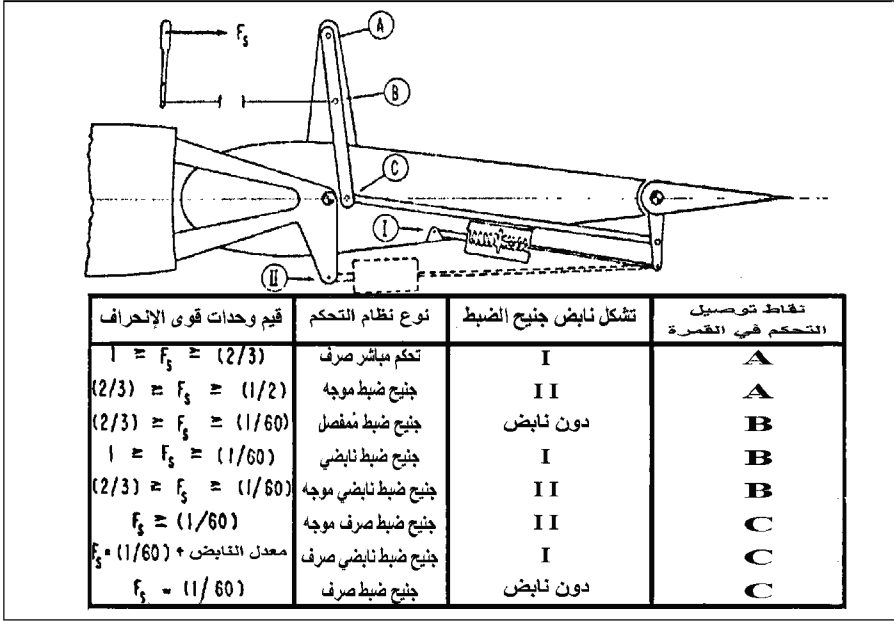 F_s
A
B
C
I
II
نقاط توصيل التحكم في القمرة | تشكل نابض جنيح الضبط | نوع نظام التحكم | قيم وحدات قوى الإنحراف
A | I | تحكم مباشر صرف | 1 ≥ F_s ≥ (2/3)
A | II | جنيح ضبط موجه | (2/3) ≥ F_s ≥ (1/2)
B | دون نابض | جنيح ضبط مُمفصل | (2/3) ≥ F_s ≥ (1/60)
B | I | جنيح ضبط نابضي | 1 ≥ F_s ≥ (1/60)
B | II | جنيح ضبط نابضي موجه | (2/3) ≥ F_s ≥ (1/60)
C | II | جنيح ضبط صرف موجه | F_s ≥ (1/60)
C | I | جنيح ضبط نابضي صرف | F_s = (1/60) + معدل النابض
C | دون نابض | جنيح ضبط صرف | F_s = (1/60)